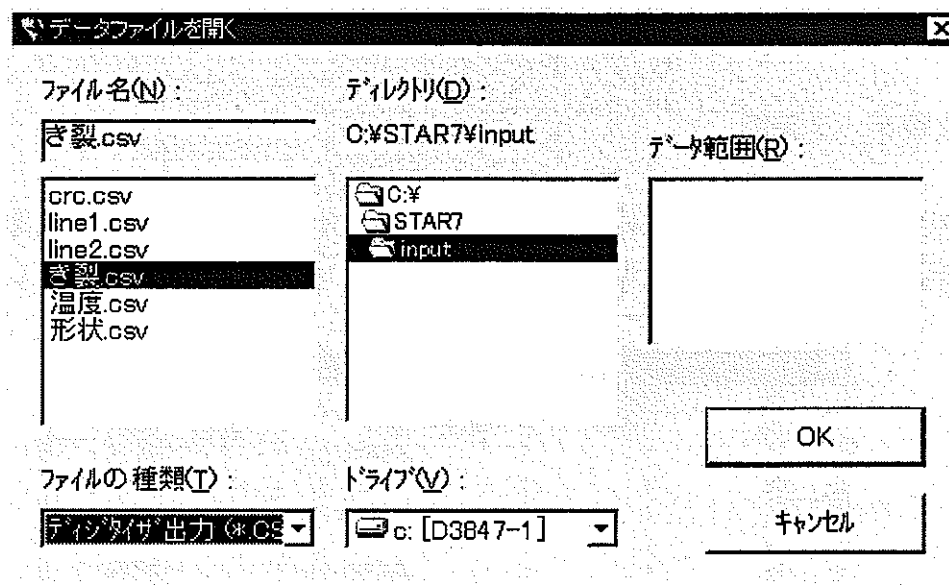 データファイルを開く
ファイル名(N) :
き裂.csv
crc.csv
line1.csv
line2.csv
き裂.csv
温度.csv
形状.csv
ファイルの種類(T) :
ディジタイザ出力 (*.CS
ディレクトリ(D) :
C:¥STAR7¥input
C:¥
STAR7
input
ドライブ(V) :
c: [D3847-1]
データ範囲(R) :
OK
キャンセル